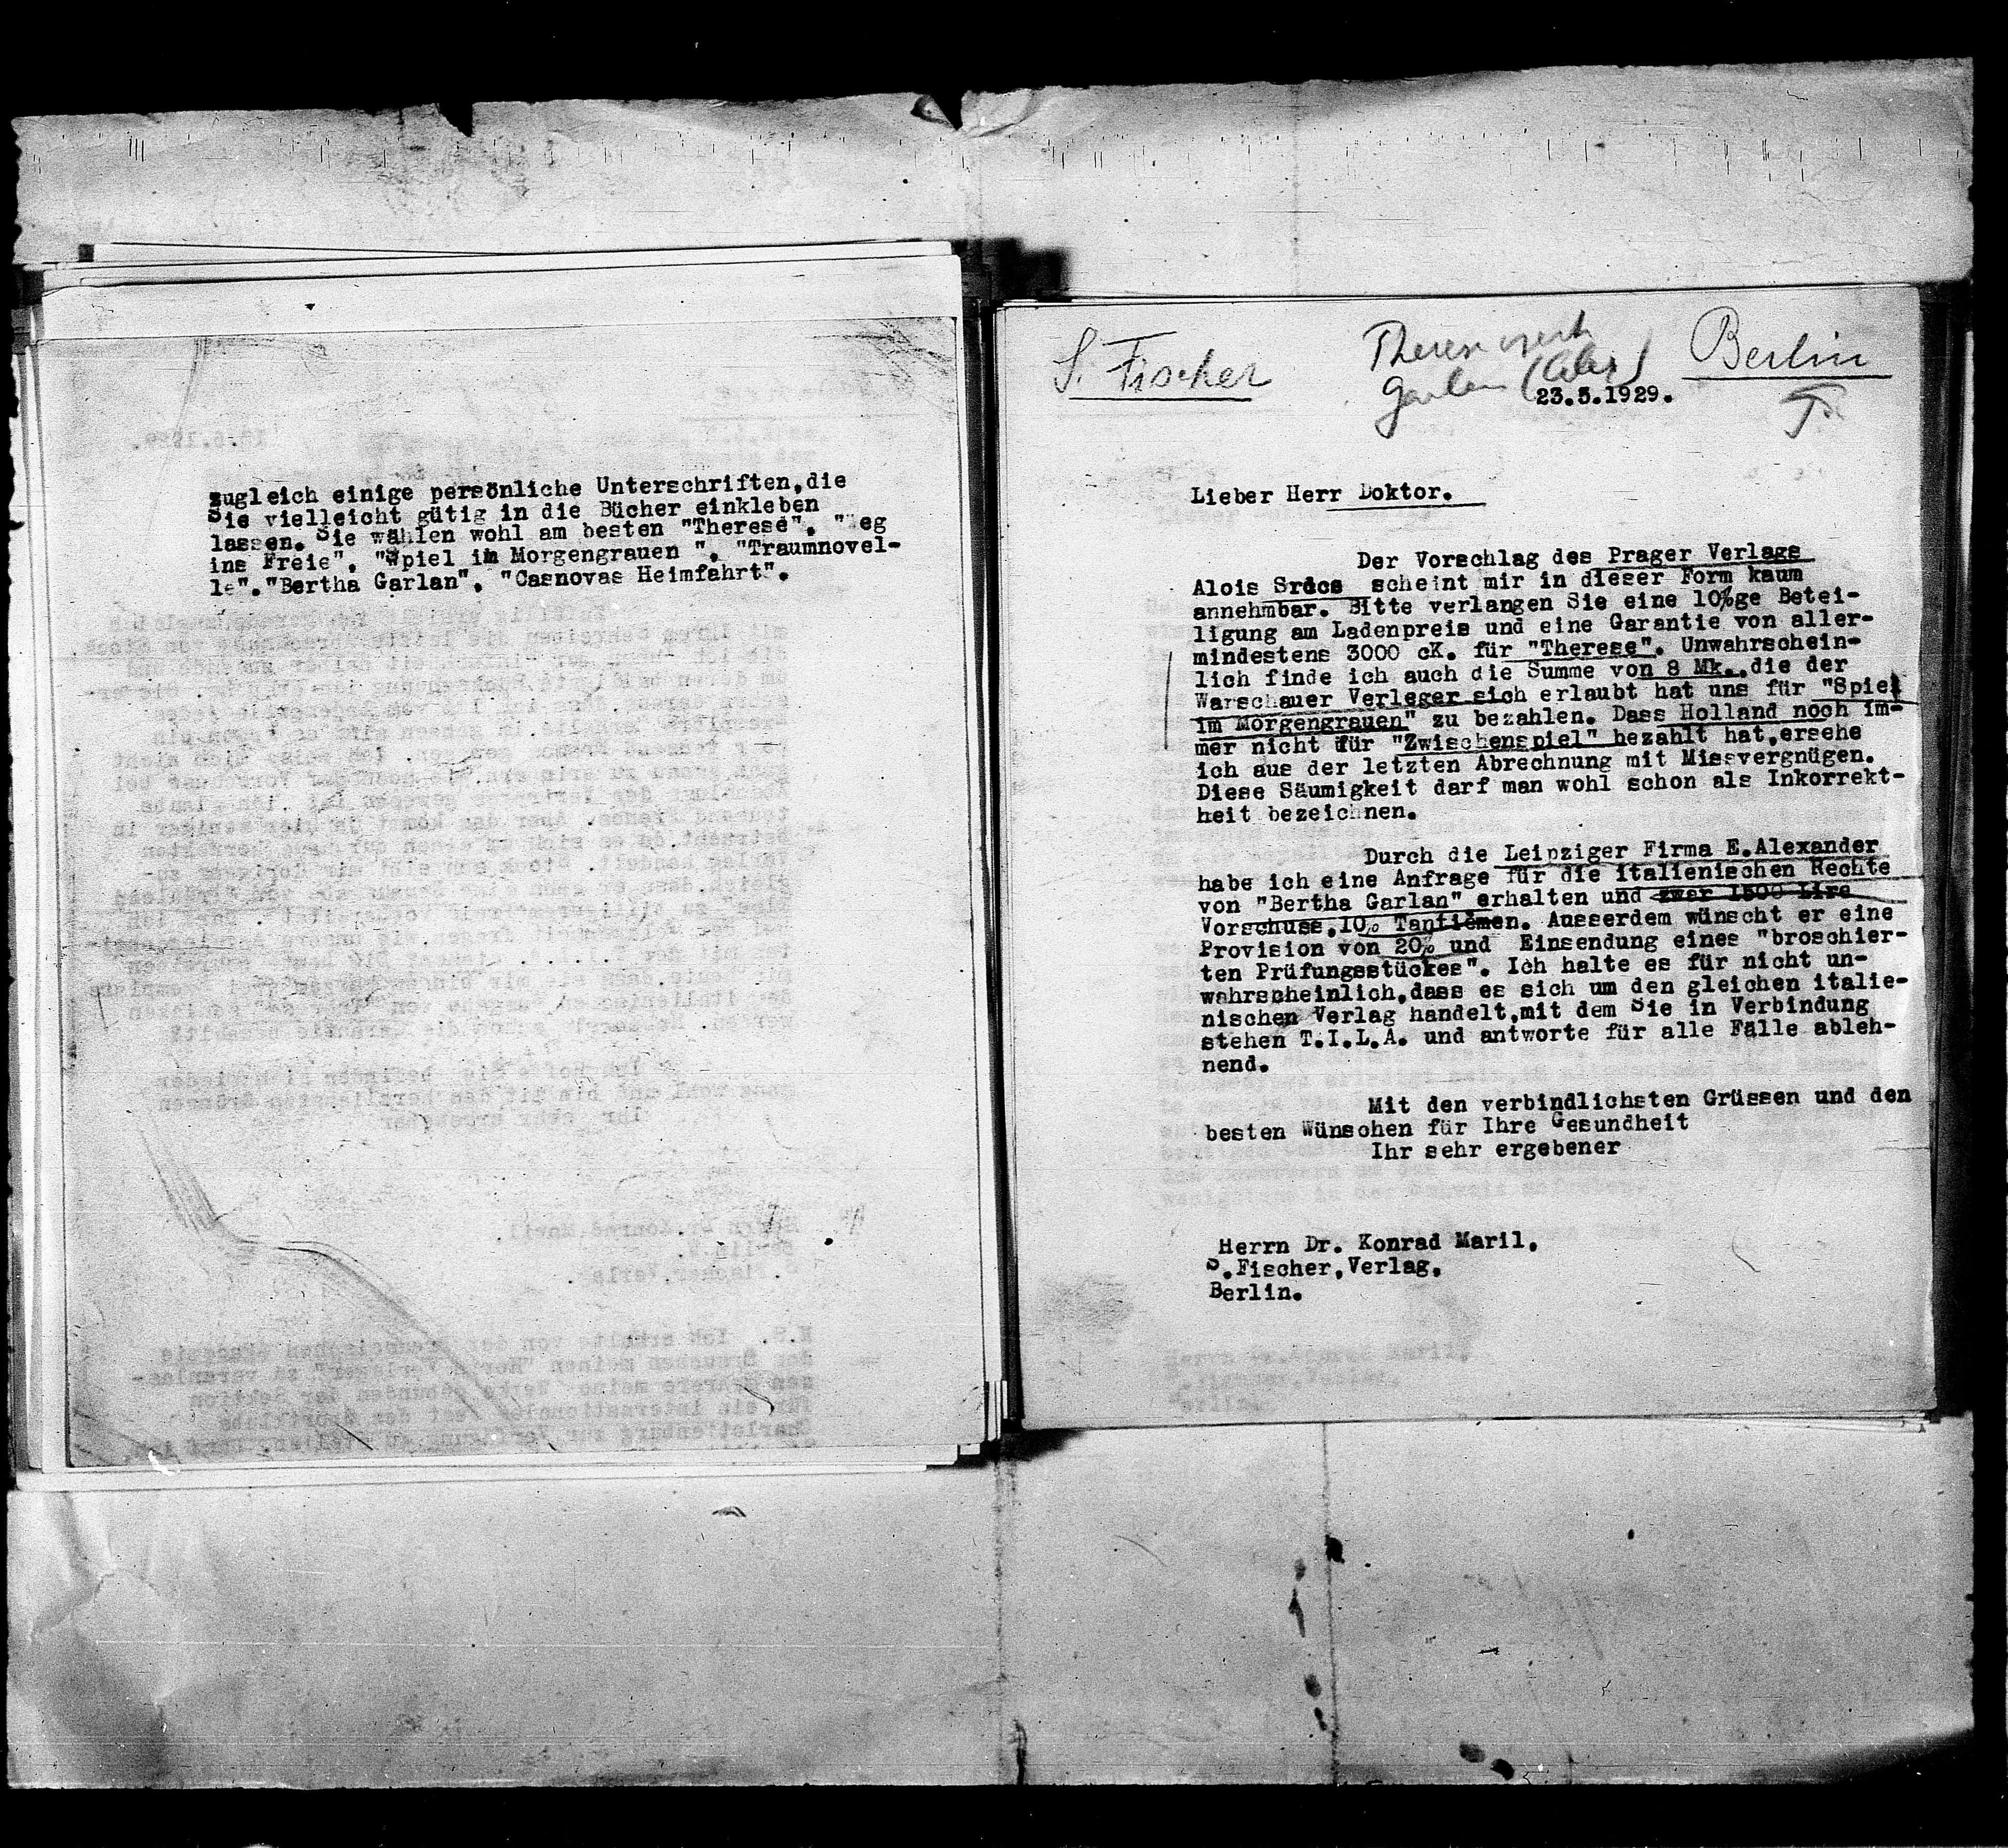 zugleich einige persönliche Unterschriften,die
Sie vielleicht gütig in die Bücher einkleben
lassen. Sie wählen wohl am besten "Therese". "Weg
ins Freie". "Spiel im Morgengrauen ". "Traumnovel-
le"."Bertha Garlan". "Casnovas Heimfahrt".
S. Fischer
Berlin
23.5.1929.
Lieber Herr Doktor.
Der Vorschlag des Prager Verlags
Alois Srdce scheint mir in dieser Form kaum
annehmbar. Bitte verlangen Sie eine 10%ge Betei-
ligung am Ladenpreis und eine Garantie von aller-
mindestens 3000 cK. für "Therese". Unwahrschein-
lich finde ich auch die Summe von 8 Mk.,die der
Warschauer Verleger sich erlaubt hat uns für "Spiel
im Morgengrauen" zu bezahlen. Dass Holland noch im-
mer nicht für "Zwischenspiel" bezahlt hat,ersehe
ich aus der letzten Abrechnung mit Missvergnügen.
Diese Säumigkeit darf man wohl schon als Inkorrekt-
heit bezeichnen.
Durch die Leipziger Firma E.Alexander
habe ich eine Anfrage für die italienischen Rechte
von "Bertha Garlan" erhalten und zwar 1500 Lire
Vorschuss,10% Tantiemen. Ausserdem wünscht er eine
Provision von 20% und Einsendung eines "broschier-
ten Prüfungsstückes". Ich halte es für nicht un-
wahrscheinlich,dass es sich um den gleichen italie-
nischen Verlag handelt,mit dem Sie in Verbindung
stehen T.I.L.A. und antworte für alle Fälle ableh-
nend.
Mit den verbindlichsten Grüssen und den
besten Wünschen für Ihre Gesundheit
Ihr sehr ergebener
Herrn Dr. Konrad Maril,
S.Fischer,Verlag,
Berlin.